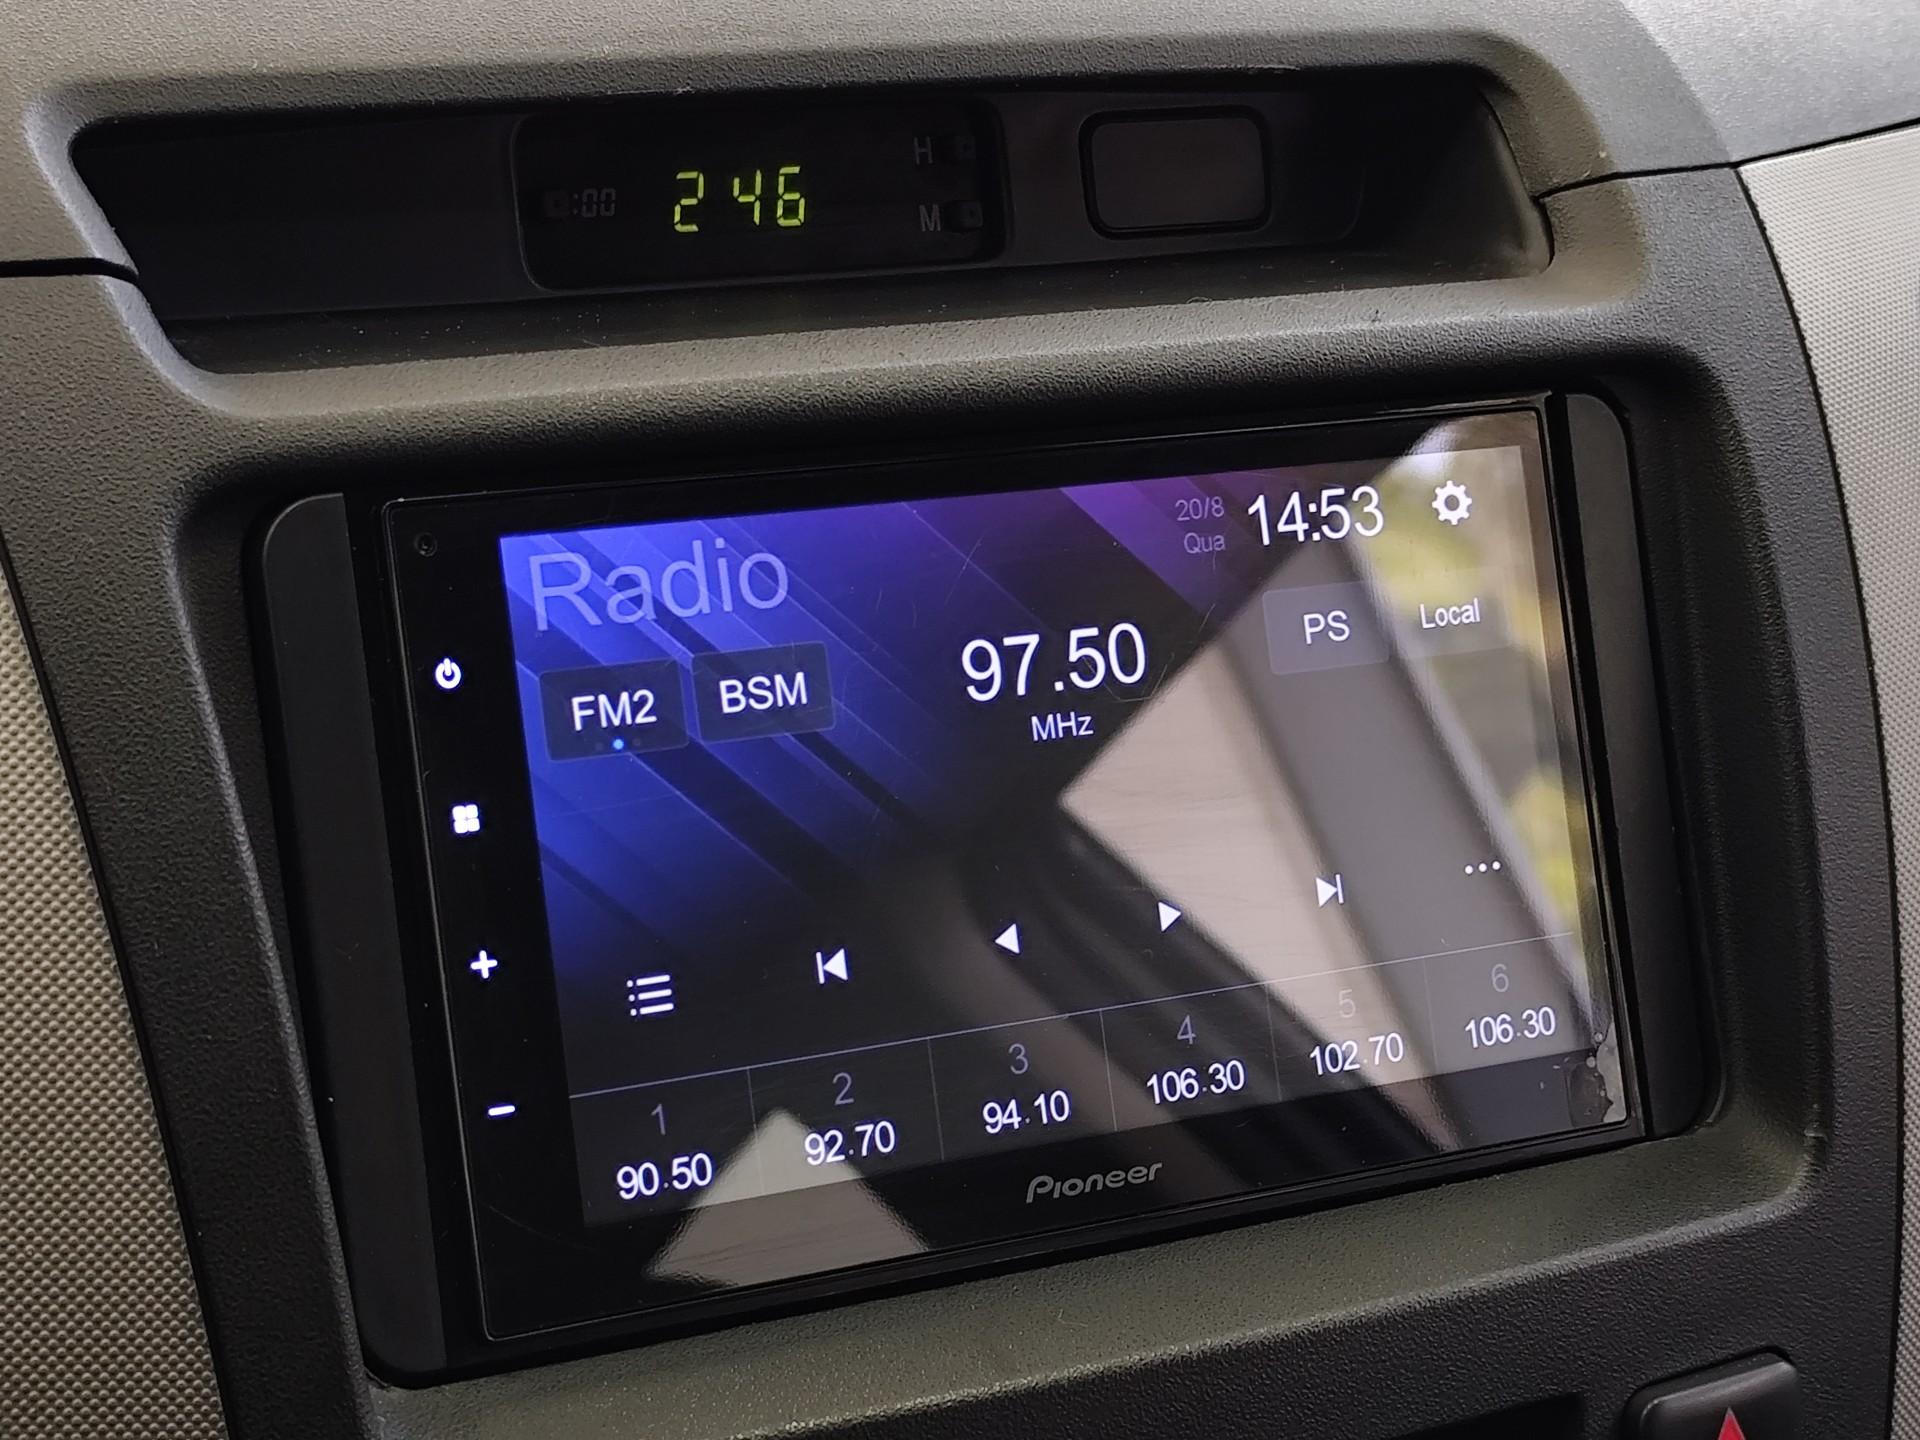 :00 246 H
M
20/8 14:53
Qua
Radio
PS Local
FM2 BSM 97.50
MHz
1 2 3 4 5 6
90.50 92.70 94.10 106.30 102.70 106.30
Pioneer